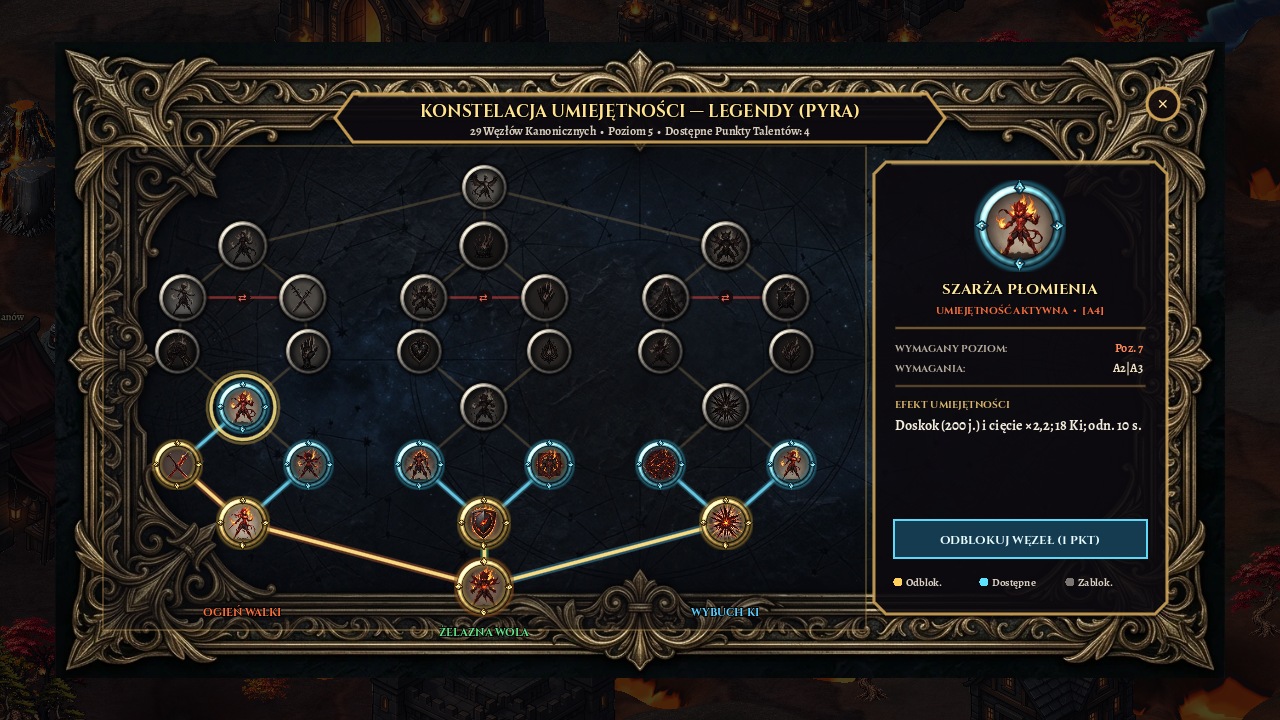 KONSTELACJA UMIEJĘTNOŚCI — LEGENDY (PYRA)
29 Węzłów Kanonicznych • Poziom 5 • Dostępne Punkty Talentów: 4
×
SZARŻA PŁOMIENIA
UMIEJĘTNOŚĆ AKTYWNA • [A4]
WYMAGANY POZIOM: Poz. 7
WYMAGANIA: A2|A3
EFEKT UMIEJĘTNOŚCI
Doskok (200 j.) i cięcie ×2,2; 18 Ki; odn. 10 s.
ODBLOKUJ WĘZEŁ (1 PKT)
Odblok. Dostępne Zablok.
OGIEŃ WALKI
WYBUCH KI
ŻELAZNA WOLA